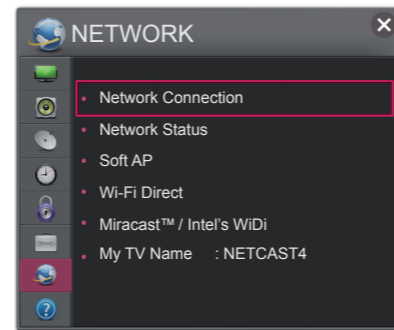 NETWORK
• Network Connection
• Network Status
• Soft AP
• Wi-Fi Direct
• Miracast™ / Intel's WiDi
• My TV Name : NETCAST4